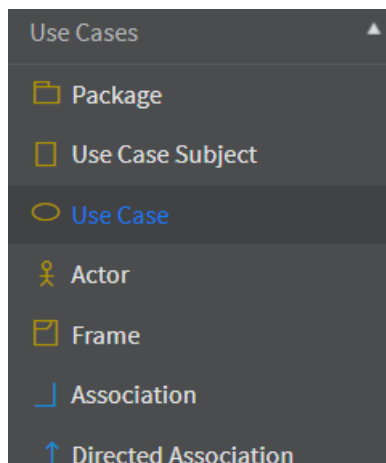 Use Cases
Package
Use Case Subject
Use Case
Actor
Frame
Association
Directed Association